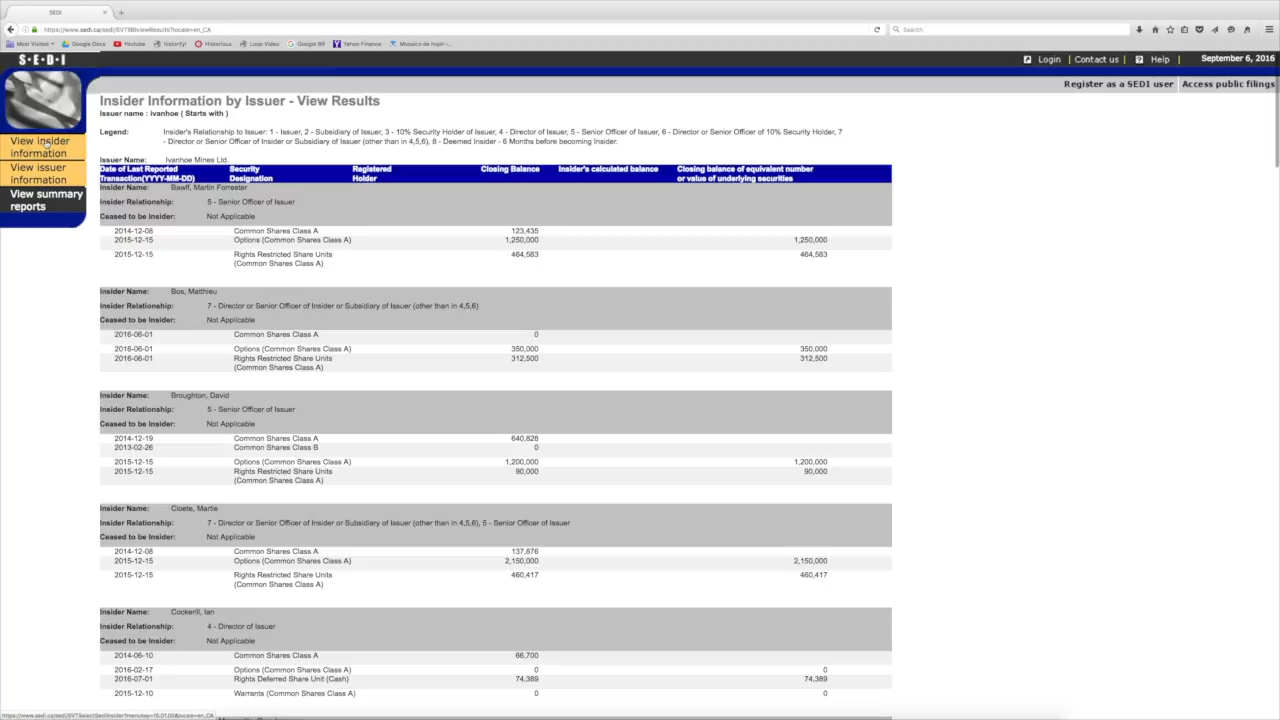 SEDI
https://www.sedi.ca/sedi/SVTIIBIviewResults?locale=en_CA
Search
Most Visited
Google Docs
Youtube
historify!
Historious
Loop Video
Google BR
Yahoo Finance
Mosaico de hojel -...
S·E·D·I
Login | Contact us | Help |
September 6, 2016
Register as a SEDI user
Access public filings
View insider
information
View issuer
information
View summary
reports
Insider Information by Issuer - View Results
Issuer name : ivanhoe ( Starts with )
Legend: Insider's Relationship to Issuer: 1 - Issuer, 2 - Subsidiary of Issuer, 3 - 10% Security Holder of Issuer, 4 - Director of Issuer, 5 - Senior Officer of Issuer, 6 - Director or Senior Officer of 10% Security Holder, 7
- Director or Senior Officer of Insider or Subsidiary of Issuer (other than in 4,5,6), 8 - Deemed Insider - 6 Months before becoming Insider.
Issuer Name: Ivanhoe Mines Ltd.
Date of Last Reported Security Registered Closing Balance Insider's calculated balance Closing balance of equivalent number
Transaction(YYYY-MM-DD) Designation Holder or value of underlying securities
Insider Name: Bawlf, Martin Forrester
Insider Relationship: 5 - Senior Officer of Issuer
Ceased to be Insider: Not Applicable
2014-12-08 Common Shares Class A 123,435
2015-12-15 Options (Common Shares Class A) 1,250,000 1,250,000
2015-12-15 Rights Restricted Share Units 464,583 464,583
(Common Shares Class A)
Insider Name: Bos, Matthieu
Insider Relationship: 7 - Director or Senior Officer of Insider or Subsidiary of Issuer (other than in 4,5,6)
Ceased to be Insider: Not Applicable
2016-06-01 Common Shares Class A 0
2016-06-01 Options (Common Shares Class A) 350,000 350,000
2016-06-01 Rights Restricted Share Units 312,500 312,500
(Common Shares Class A)
Insider Name: Broughton, David
Insider Relationship: 5 - Senior Officer of Issuer
Ceased to be Insider: Not Applicable
2014-12-19 Common Shares Class A 640,828
2013-02-26 Common Shares Class B 0
2015-12-15 Options (Common Shares Class A) 1,200,000 1,200,000
2015-12-15 Rights Restricted Share Units 90,000 90,000
(Common Shares Class A)
Insider Name: Cloete, Martie
Insider Relationship: 7 - Director or Senior Officer of Insider or Subsidiary of Issuer (other than in 4,5,6), 5 - Senior Officer of Issuer
Ceased to be Insider: Not Applicable
2014-12-08 Common Shares Class A 137,676
2015-12-15 Options (Common Shares Class A) 2,150,000 2,150,000
2015-12-15 Rights Restricted Share Units 460,417 460,417
(Common Shares Class A)
Insider Name: Cockerill, Ian
Insider Relationship: 4 - Director of Issuer
Ceased to be Insider: Not Applicable
2014-06-10 Common Shares Class A 66,700
2016-02-17 Options (Common Shares Class A) 0 0
2016-07-01 Rights Deferred Share Unit (Cash) 74,389 74,389
2015-12-10 Warrants (Common Shares Class A) 0 0
https://www.sedi.ca/sedi/SVTSelectSediInsider?menukey=15.01.00&locale=en_CA